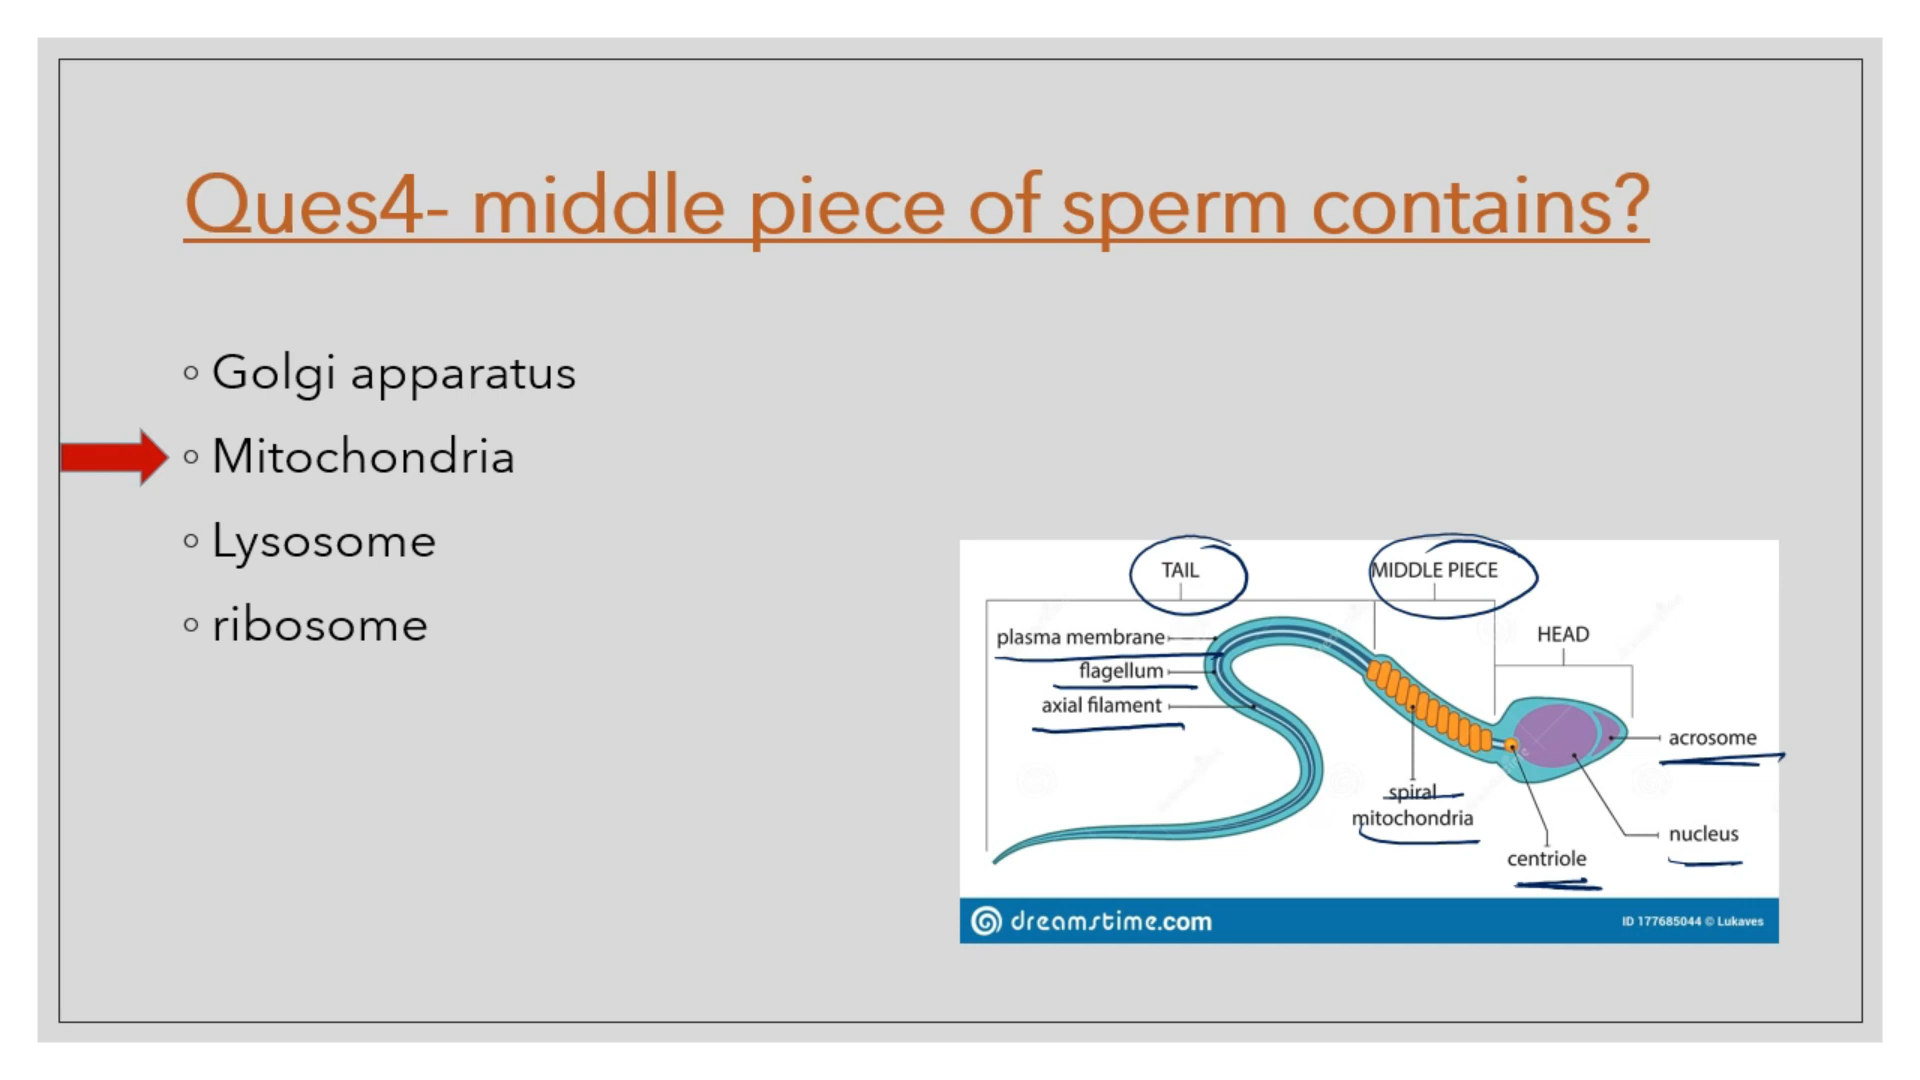 Ques4- middle piece of sperm contains?
Golgi apparatus
Mitochondria
Lysosome
ribosome
TAIL
MIDDLE PIECE
HEAD
plasma membrane
flagellum
axial filament
acrosome
spiral
mitochondria
nucleus
centriole
dreamstime.com
ID 177685044 © Lukaves